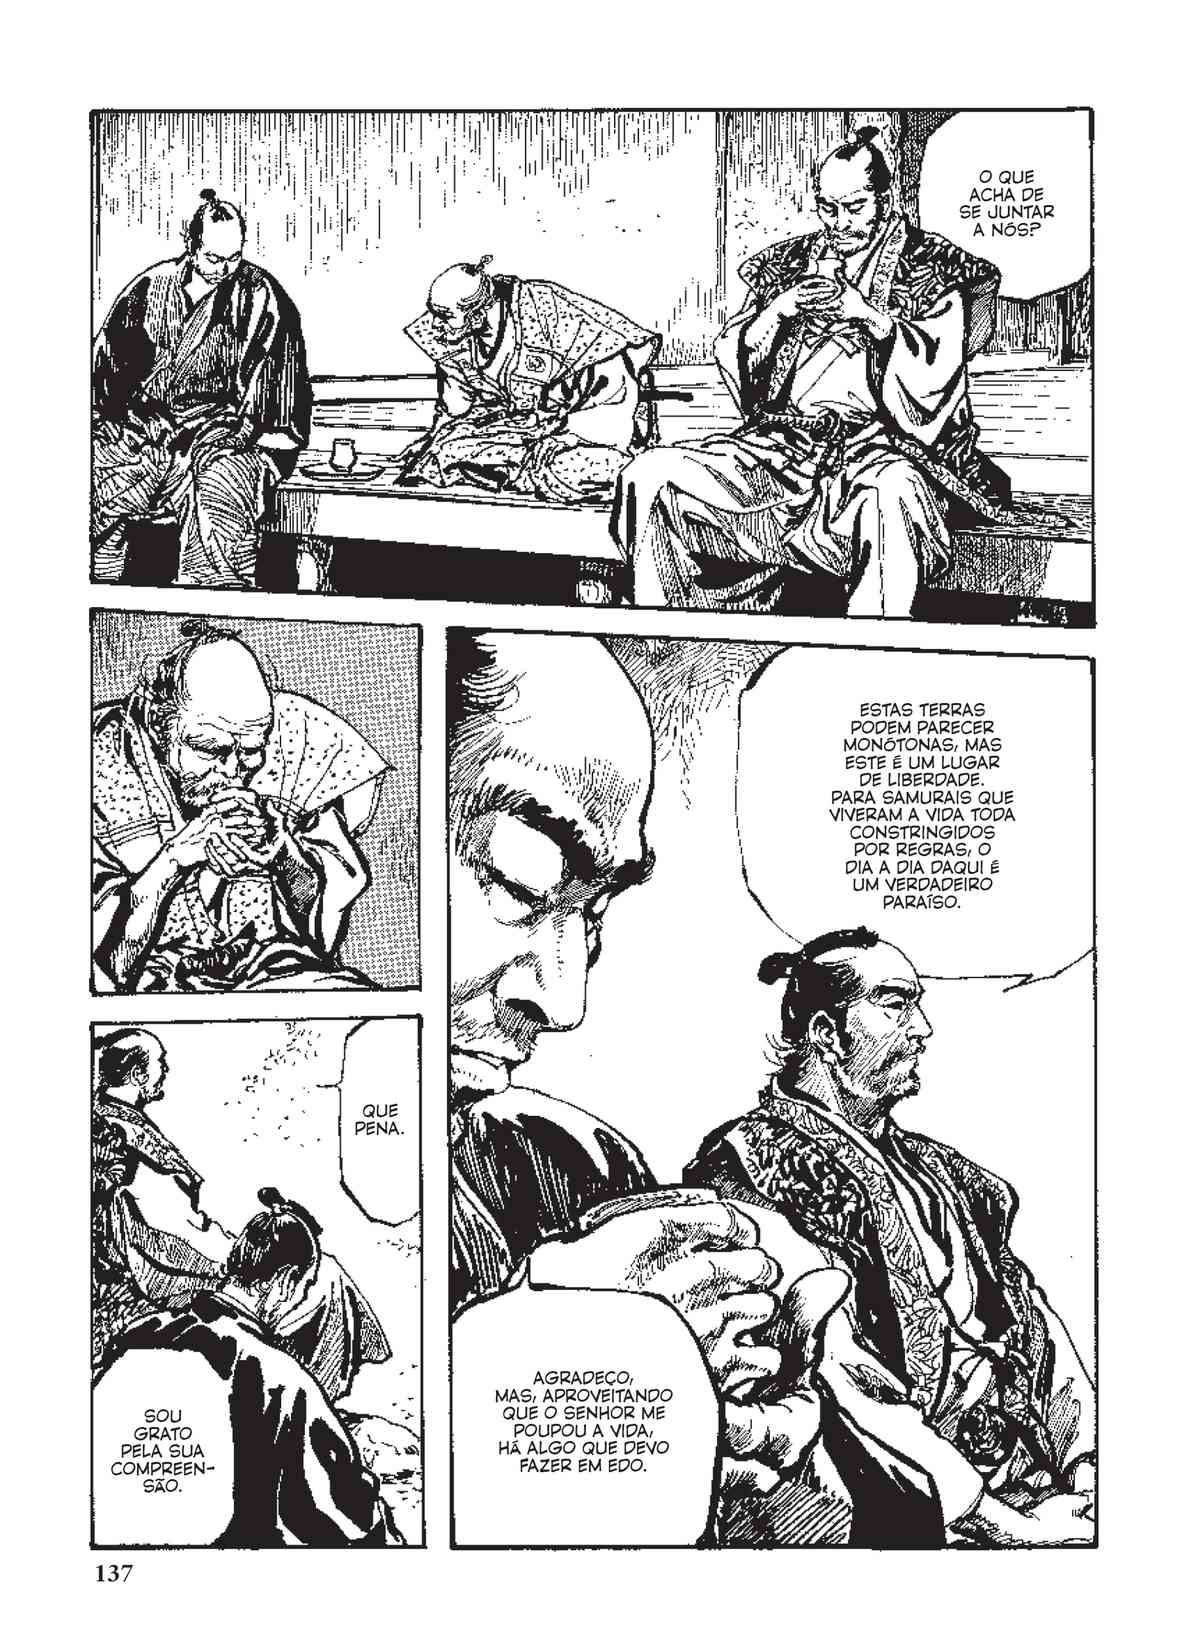 O QUE
ACHA DE
SE JUNTAR
A NÓS?
ESTAS TERRAS
PODEM PARECER
MONÓTONAS, MAS
ESTE É UM LUGAR
DE LIBERDADE.
PARA SAMURAIS QUE
VIVERAM A VIDA TODA
CONSTRINGIDOS
POR REGRAS, O
DIA A DIA DAQUI É
UM VERDADEIRO
PARAÍSO.
AGRADEÇO,
MAS, APROVEITANDO
QUE O SENHOR ME
POUPOU A VIDA,
HÁ ALGO QUE DEVO
FAZER EM EDO.
QUE
PENA.
SOU
GRATO
PELA SUA
COMPREEN-
SÃO.
137